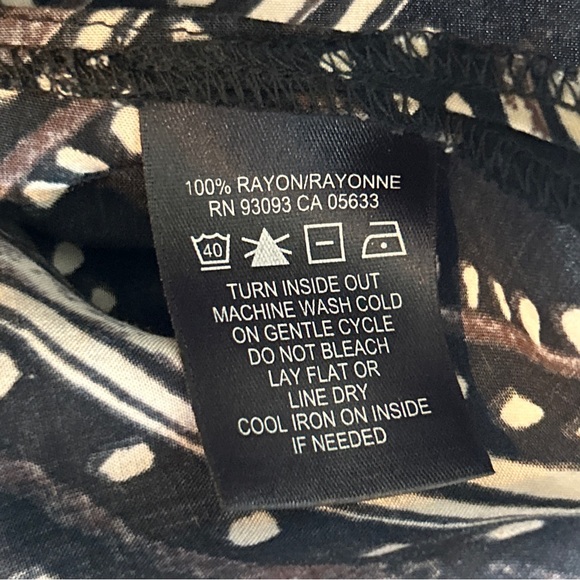 100% RAYON/RAYONNE
RN 93093 CA 05633
40
TURN INSIDE OUT
MACHINE WASH COLD
ON GENTLE CYCLE
DO NOT BLEACH
LAY FLAT OR
LINE DRY
COOL IRON ON INSIDE
IF NEEDED